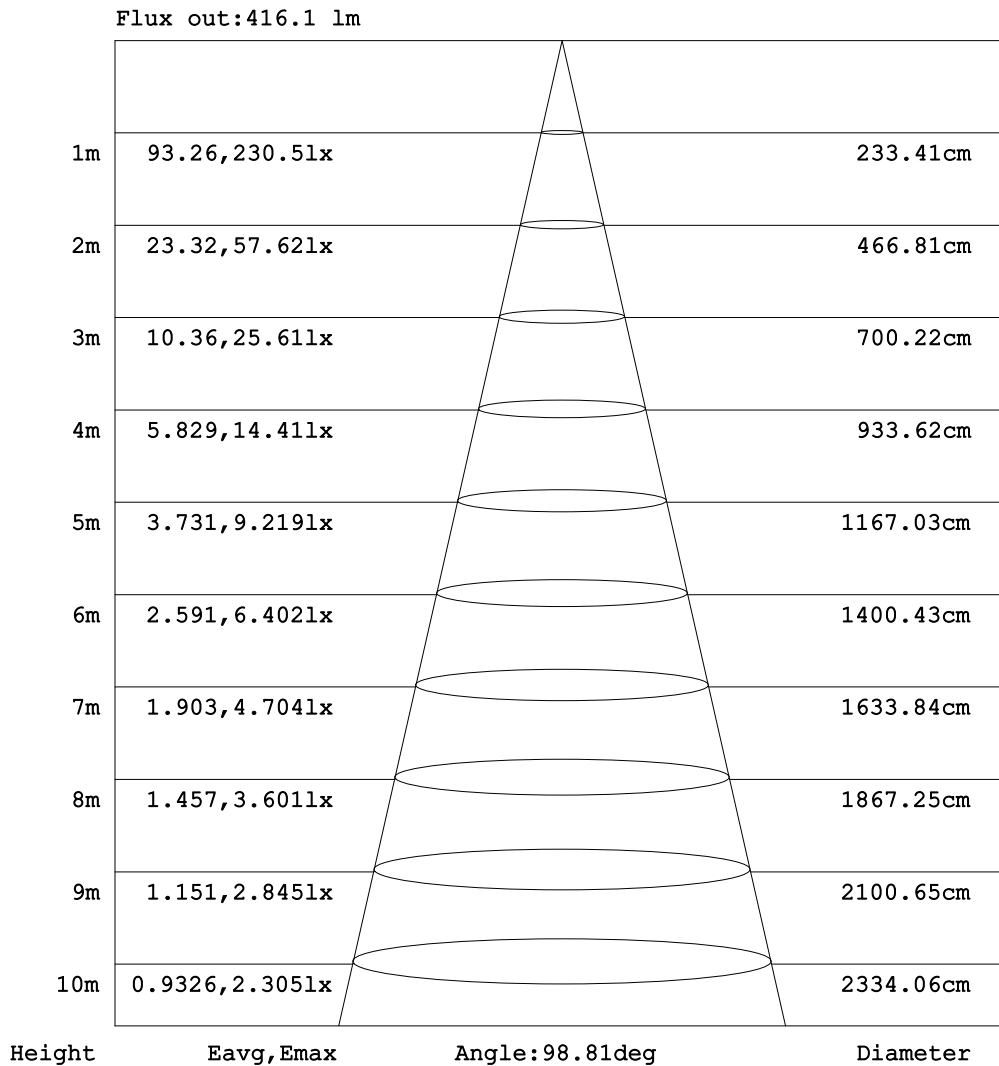 Flux out:416.1 lm
1m 93.26,230.5lx 233.41cm
2m 23.32,57.62lx 466.81cm
3m 10.36,25.61lx 700.22cm
4m 5.829,14.41lx 933.62cm
5m 3.731,9.219lx 1167.03cm
6m 2.591,6.402lx 1400.43cm
7m 1.903,4.704lx 1633.84cm
8m 1.457,3.601lx 1867.25cm
9m 1.151,2.845lx 2100.65cm
10m 0.9326,2.305lx 2334.06cm
Height Eavg,Emax Angle:98.81deg Diameter